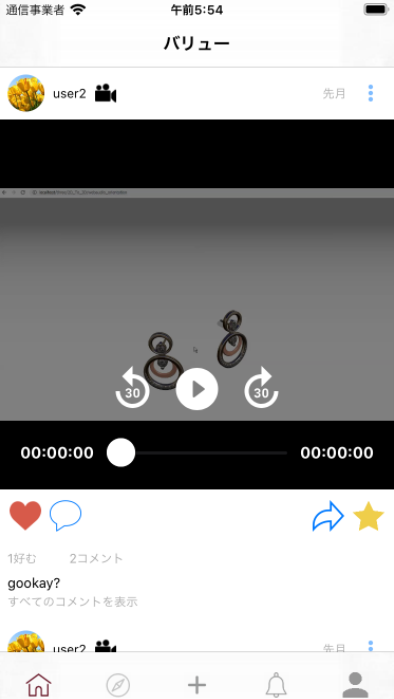 通信事業者
午前5:54
バリュー
user2
先月
30
30
00:00:00
00:00:00
1好む
2コメント
gookay?
すべてのコメントを表示
user2
先月